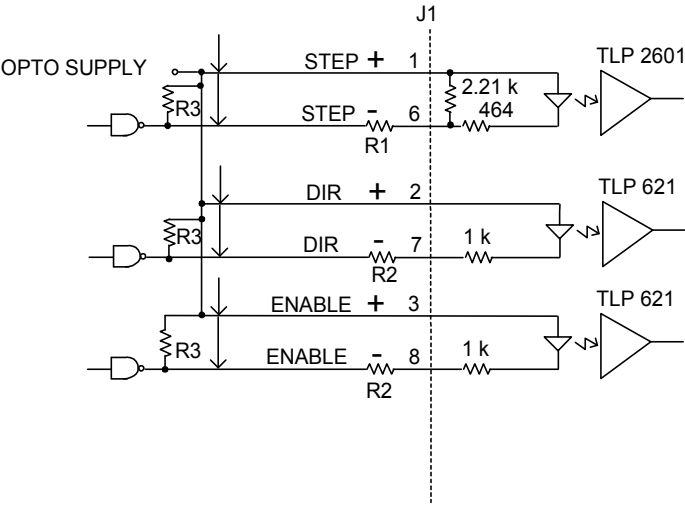 J1
OPTO SUPPLY
STEP + 1
TLP 2601
R3
2.21 k
STEP - 6
464
R1
DIR + 2
TLP 621
R3
DIR - 7
1 k
R2
ENABLE + 3
TLP 621
R3
ENABLE - 8
1 k
R2